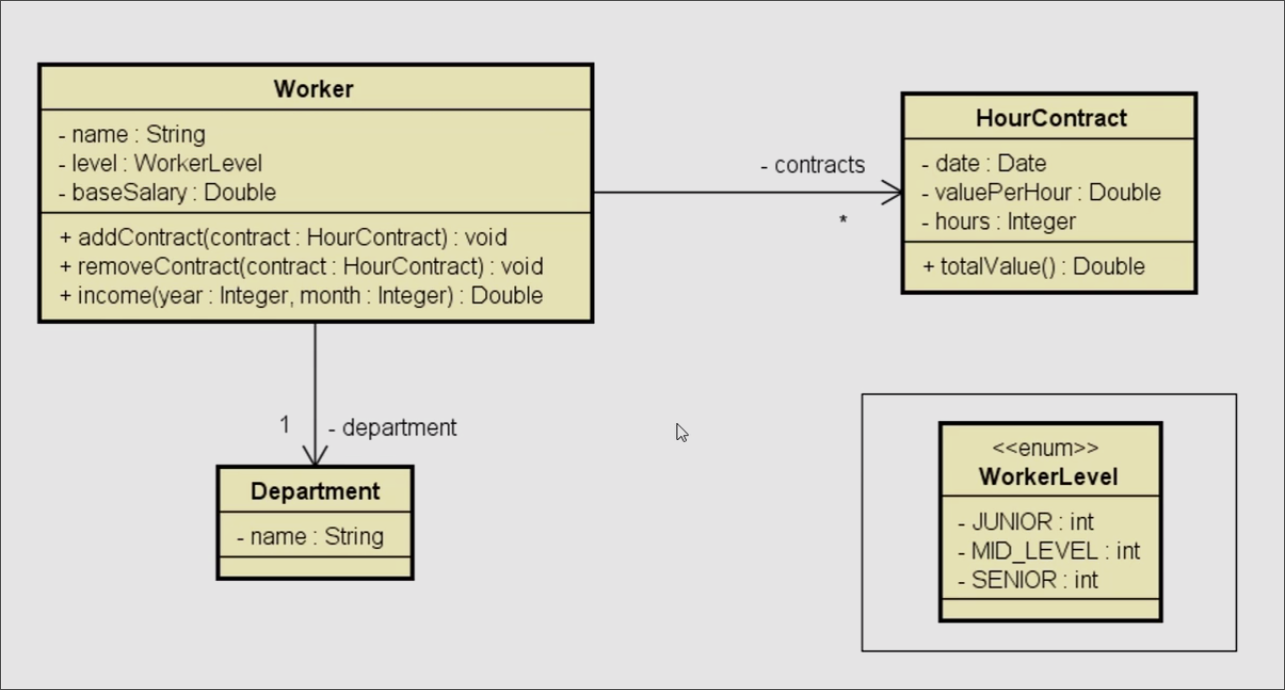 Worker
- name : String
- level : WorkerLevel
- baseSalary : Double
+ addContract(contract : HourContract) : void
+ removeContract(contract : HourContract) : void
+ income(year : Integer, month : Integer) : Double
- contracts
*
HourContract
- date : Date
- valuePerHour : Double
- hours : Integer
+ totalValue() : Double
1
- department
Department
- name : String
<<enum>>
WorkerLevel
- JUNIOR : int
- MID_LEVEL : int
- SENIOR : int